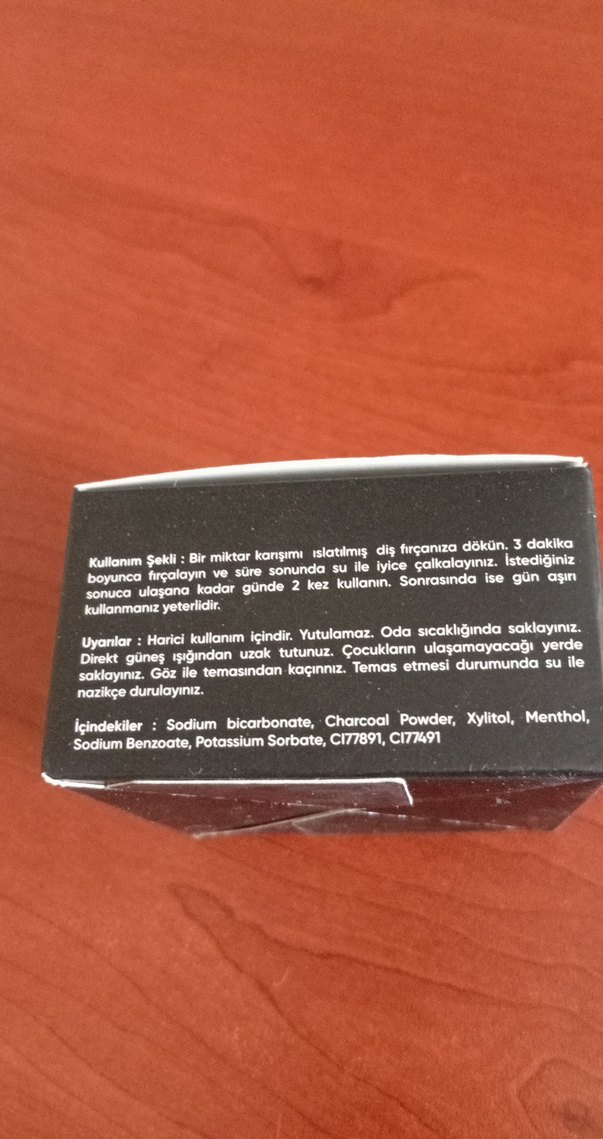 Kullanım Şekli : Bir miktar karışımı ıslatılmış diş fırçanıza dökün. 3 dakika
boyunca fırçalayın ve süre sonunda su ile iyice çalkalayınız. İstediğiniz
sonuca ulaşana kadar günde 2 kez kullanın. Sonrasında ise gün aşırı
kullanmanız yeterlidir.
Uyarılar : Harici kullanım içindir. Yutulamaz. Oda sıcaklığında saklayınız.
Direkt güneş ışığından uzak tutunuz. Çocukların ulaşamayacağı yerde
saklayınız. Göz ile temasından kaçınnız. Temas etmesi durumunda su ile
nazikçe durulayınız.
İçindekiler : Sodium bicarbonate, Charcoal Powder, Xylitol, Menthol,
Sodium Benzoate, Potassium Sorbate, CI77891, CI77491